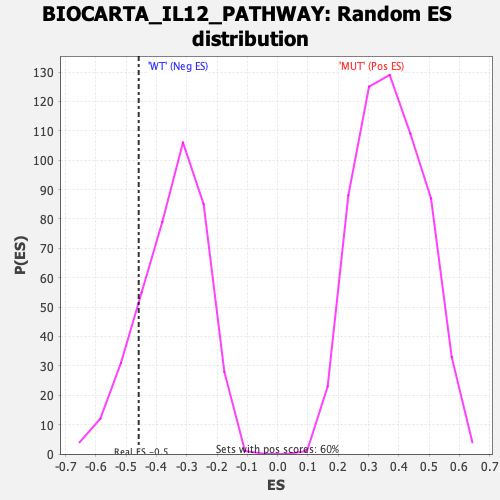 BIOCARTA_IL12_PATHWAY: Random ES
distribution
'WT' (Neg ES)
'MUT' (Pos ES)
130
120
110
100
90
80
70
60
50
40
30
20
10
0
P(ES)
Real ES -0.5
Sets with pos scores: 60%
-0.7 -0.6 -0.5 -0.4 -0.3 -0.2 -0.1 0.0 0.1 0.2 0.3 0.4 0.5 0.6 0.7
ES